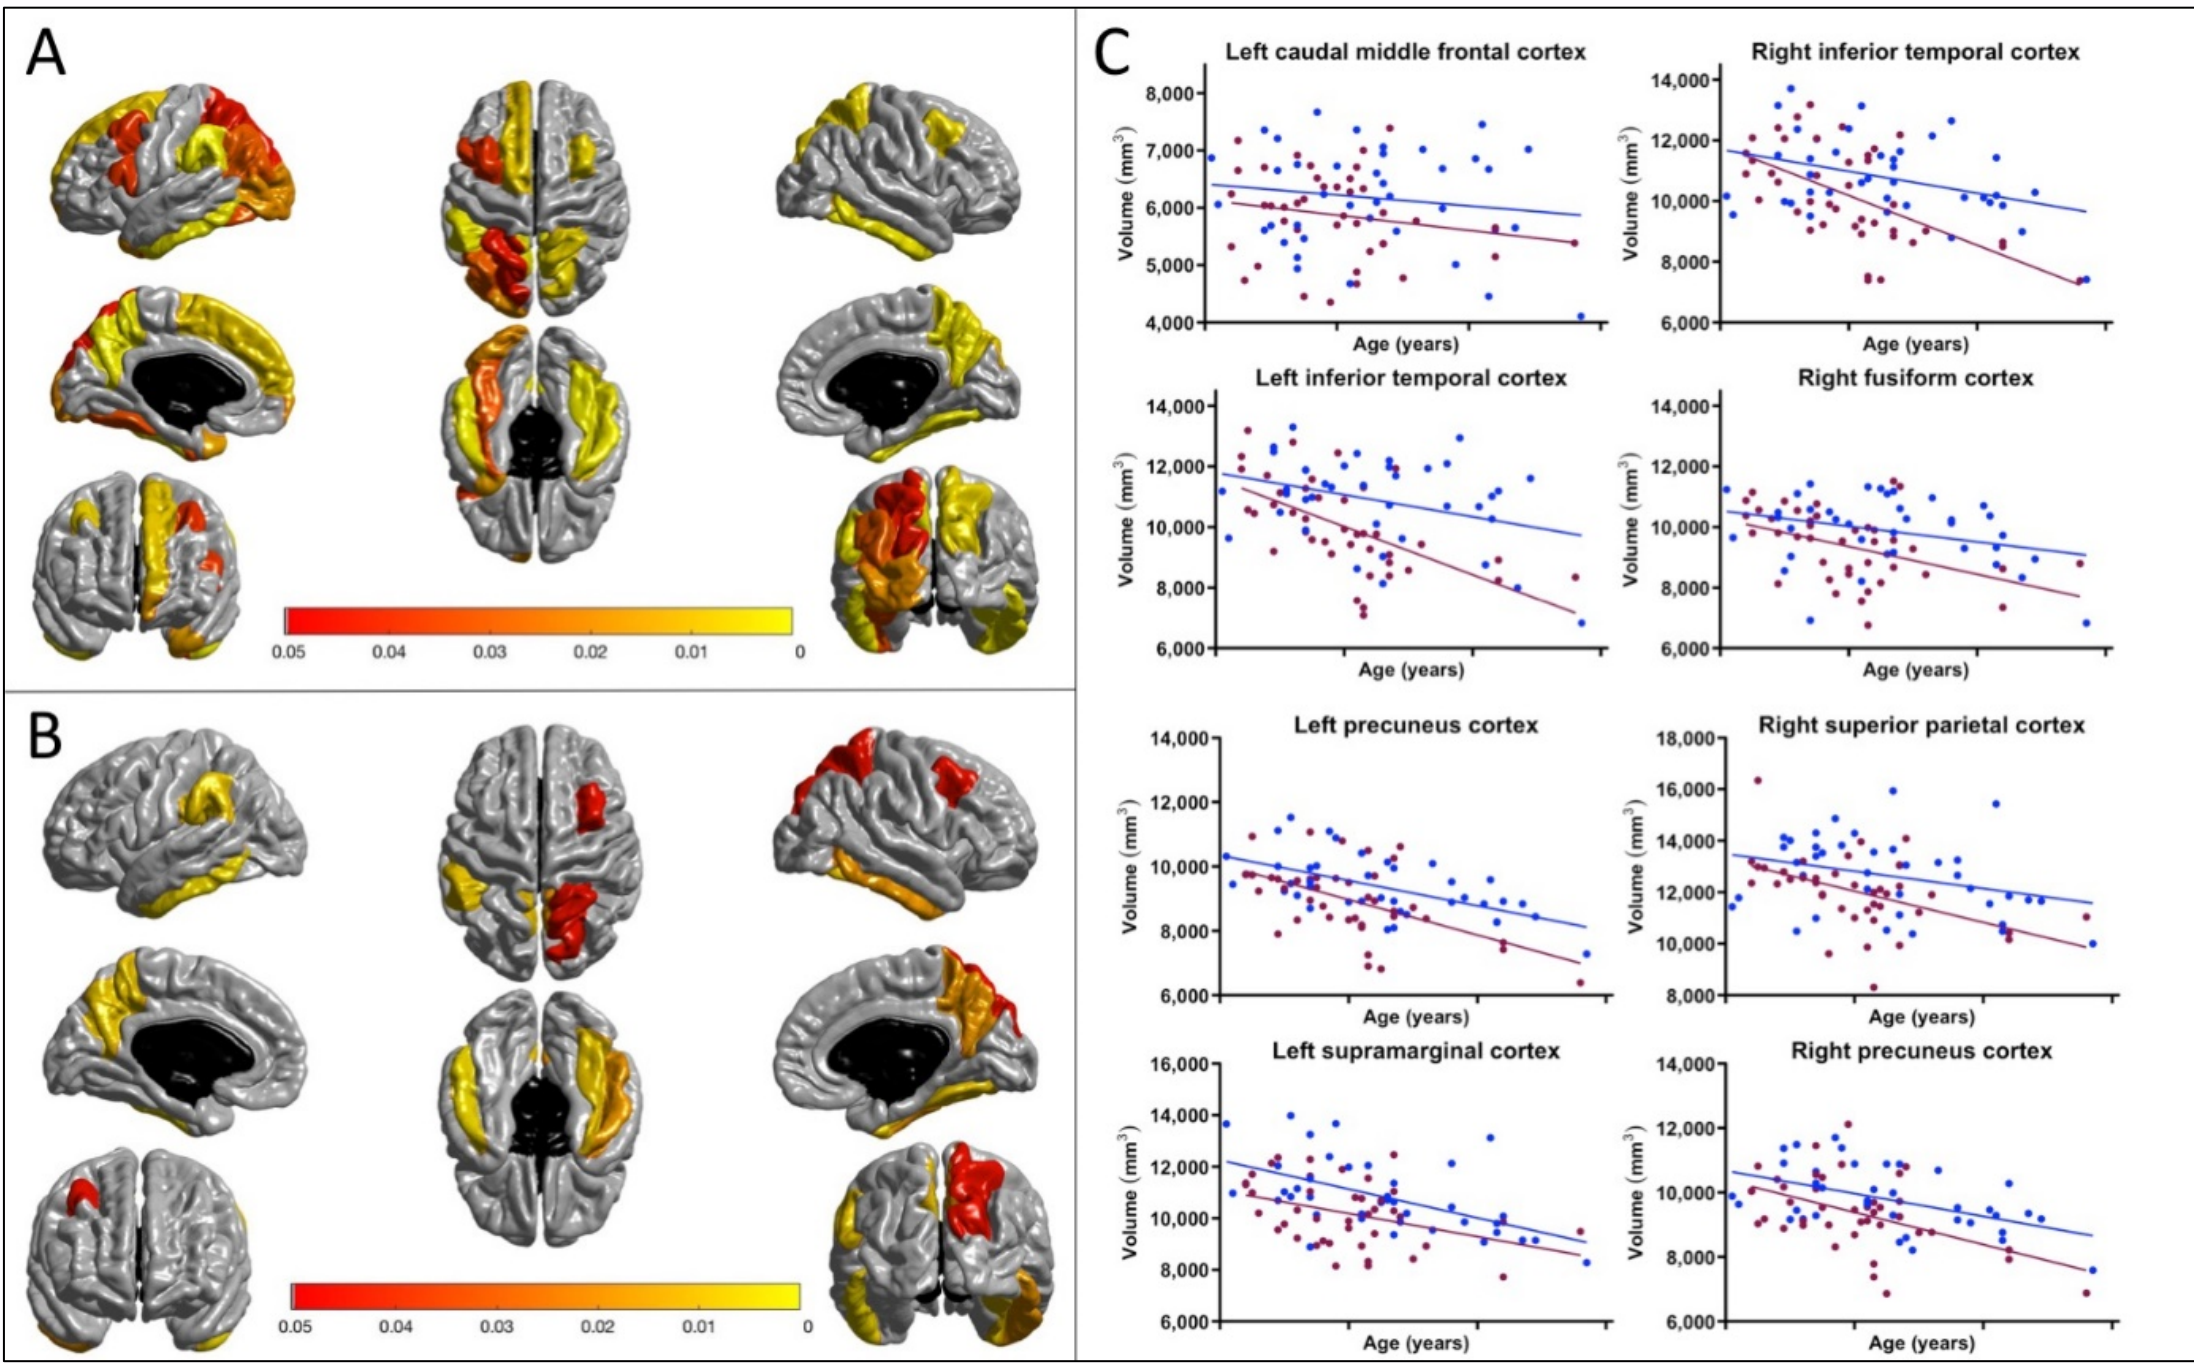 A
0.05 0.04 0.03 0.02 0.01 0
B
0.05 0.04 0.03 0.02 0.01 0
C
Left caudal middle frontal cortex
Volume (mm³)
8,000
7,000
6,000
5,000
4,000
Age (years)
Right inferior temporal cortex
Volume (mm³)
14,000
12,000
10,000
8,000
6,000
Age (years)
Left inferior temporal cortex
Volume (mm³)
14,000
12,000
10,000
8,000
6,000
Age (years)
Right fusiform cortex
Volume (mm³)
14,000
12,000
10,000
8,000
6,000
Age (years)
Left precuneus cortex
Volume (mm³)
14,000
12,000
10,000
8,000
6,000
Age (years)
Right superior parietal cortex
Volume (mm³)
18,000
16,000
14,000
12,000
10,000
8,000
Age (years)
Left supramarginal cortex
Volume (mm³)
16,000
14,000
12,000
10,000
8,000
6,000
Age (years)
Right precuneus cortex
Volume (mm³)
14,000
12,000
10,000
8,000
6,000
Age (years)